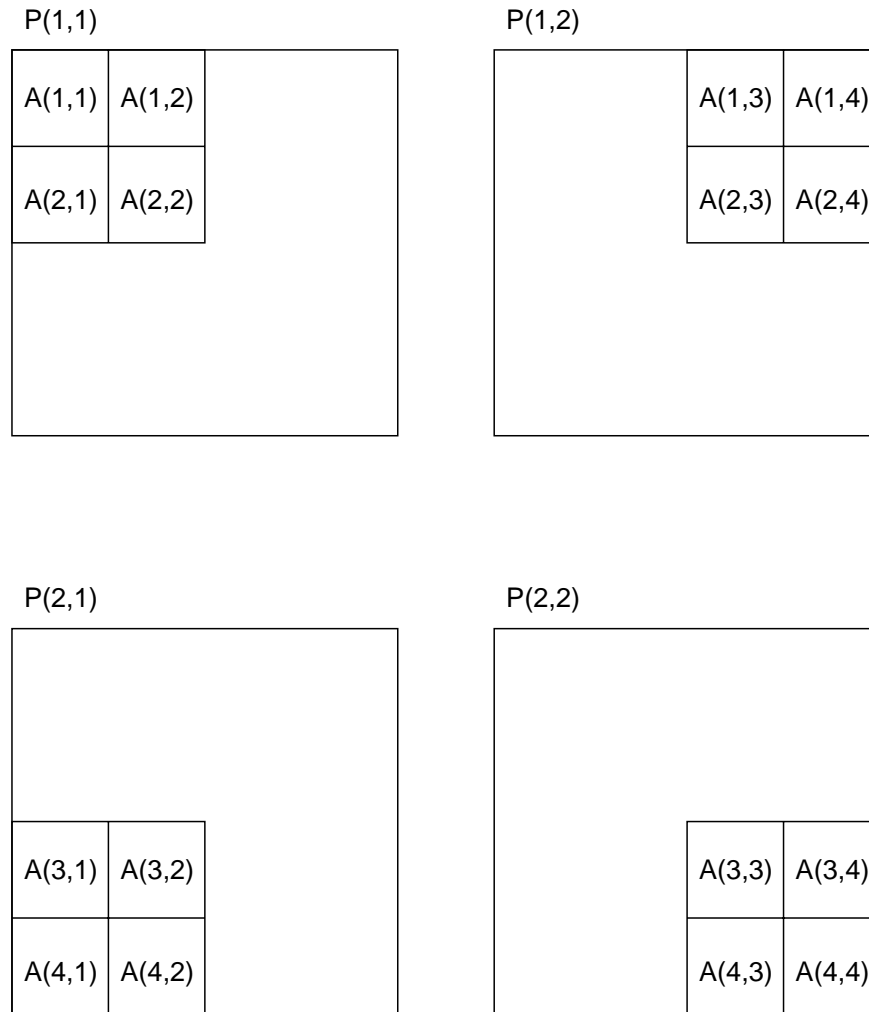 P(1,1) P(1,2)
A(1,1) A(1,2) A(1,3) A(1,4)
A(2,1) A(2,2) A(2,3) A(2,4)
P(2,1) P(2,2)
A(3,1) A(3,2) A(3,3) A(3,4)
A(4,1) A(4,2) A(4,3) A(4,4)